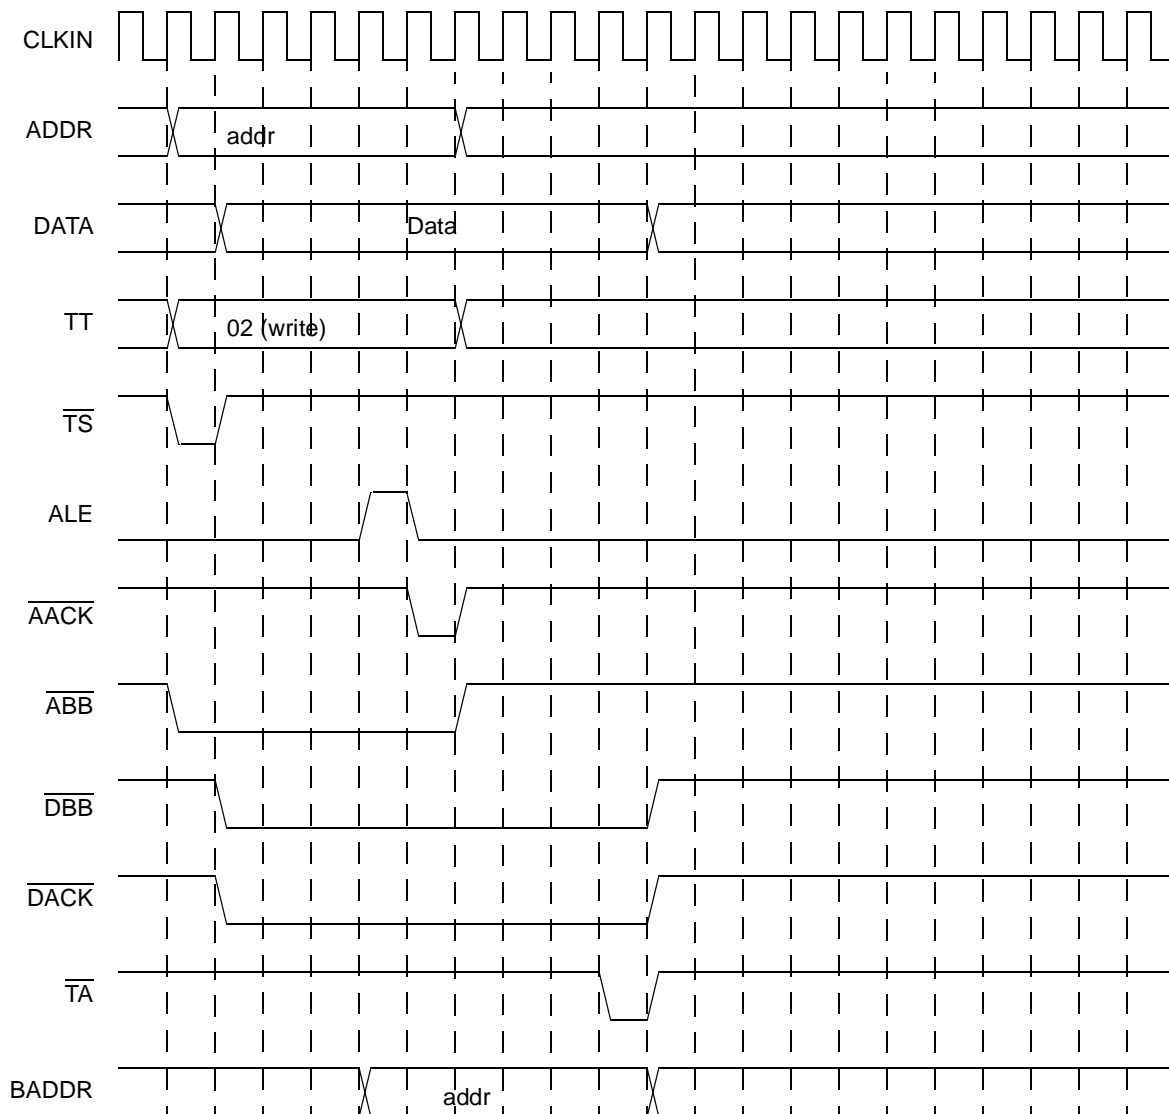 CLKIN
ADDR
addr
DATA
Data
TT
02 (write)
TS
ALE
AACK
ABB
DBB
DACK
TA
BADDR
addr